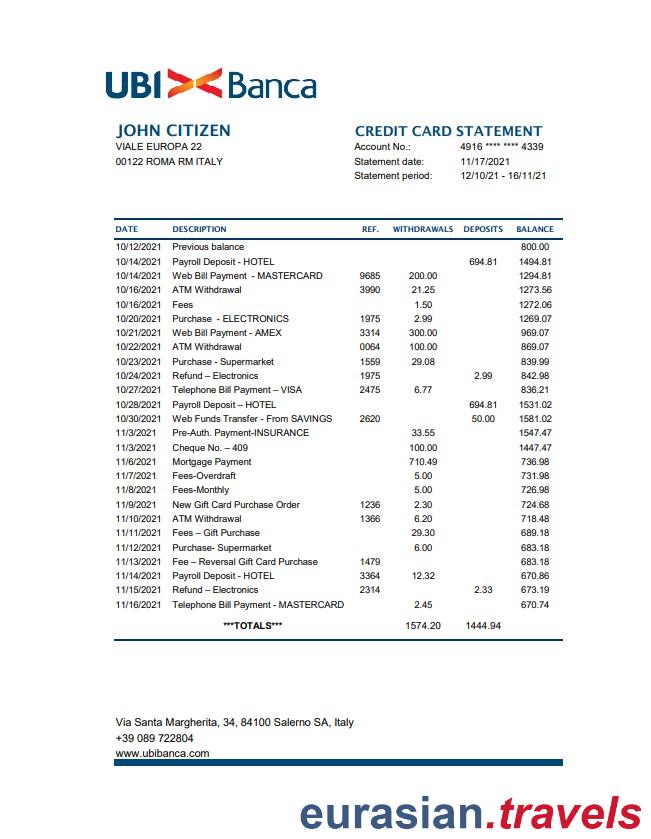 UBI Banca
JOHN CITIZEN
VIALE EUROPA 22
00122 ROMA RM ITALY
CREDIT CARD STATEMENT
Account No.: 4916 **** **** 4339
Statement date: 11/17/2021
Statement period: 12/10/21 - 16/11/21
DATE DESCRIPTION REF. WITHDRAWALS DEPOSITS BALANCE
10/12/2021 Previous balance 800.00
10/14/2021 Payroll Deposit - HOTEL 694.81 1494.81
10/14/2021 Web Bill Payment - MASTERCARD 9685 200.00 1294.81
10/16/2021 ATM Withdrawal 3990 21.25 1273.56
10/16/2021 Fees 1.50 1272.06
10/20/2021 Purchase - ELECTRONICS 1975 2.99 1269.07
10/21/2021 Web Bill Payment - AMEX 3314 300.00 969.07
10/22/2021 ATM Withdrawal 0064 100.00 869.07
10/23/2021 Purchase - Supermarket 1559 29.08 839.99
10/24/2021 Refund – Electronics 1975 2.99 842.98
10/27/2021 Telephone Bill Payment – VISA 2475 6.77 836.21
10/28/2021 Payroll Deposit – HOTEL 694.81 1531.02
10/30/2021 Web Funds Transfer - From SAVINGS 2620 50.00 1581.02
11/3/2021 Pre-Auth. Payment-INSURANCE 33.55 1547.47
11/3/2021 Cheque No. – 409 100.00 1447.47
11/6/2021 Mortgage Payment 710.49 736.98
11/7/2021 Fees-Overdraft 5.00 731.98
11/8/2021 Fees-Monthly 5.00 726.98
11/9/2021 New Gift Card Purchase Order 1236 2.30 724.68
11/10/2021 ATM Withdrawal 1366 6.20 718.48
11/11/2021 Fees – Gift Purchase 29.30 689.18
11/12/2021 Purchase- Supermarket 6.00 683.18
11/13/2021 Fee – Reversal Gift Card Purchase 1479 683.18
11/14/2021 Payroll Deposit - HOTEL 3364 12.32 670.86
11/15/2021 Refund – Electronics 2314 2.33 673.19
11/16/2021 Telephone Bill Payment - MASTERCARD 2.45 670.74
***TOTALS*** 1574.20 1444.94
Via Santa Margherita, 34, 84100 Salerno SA, Italy
+39 089 722804
www.ubibanca.com
eurasian.travels